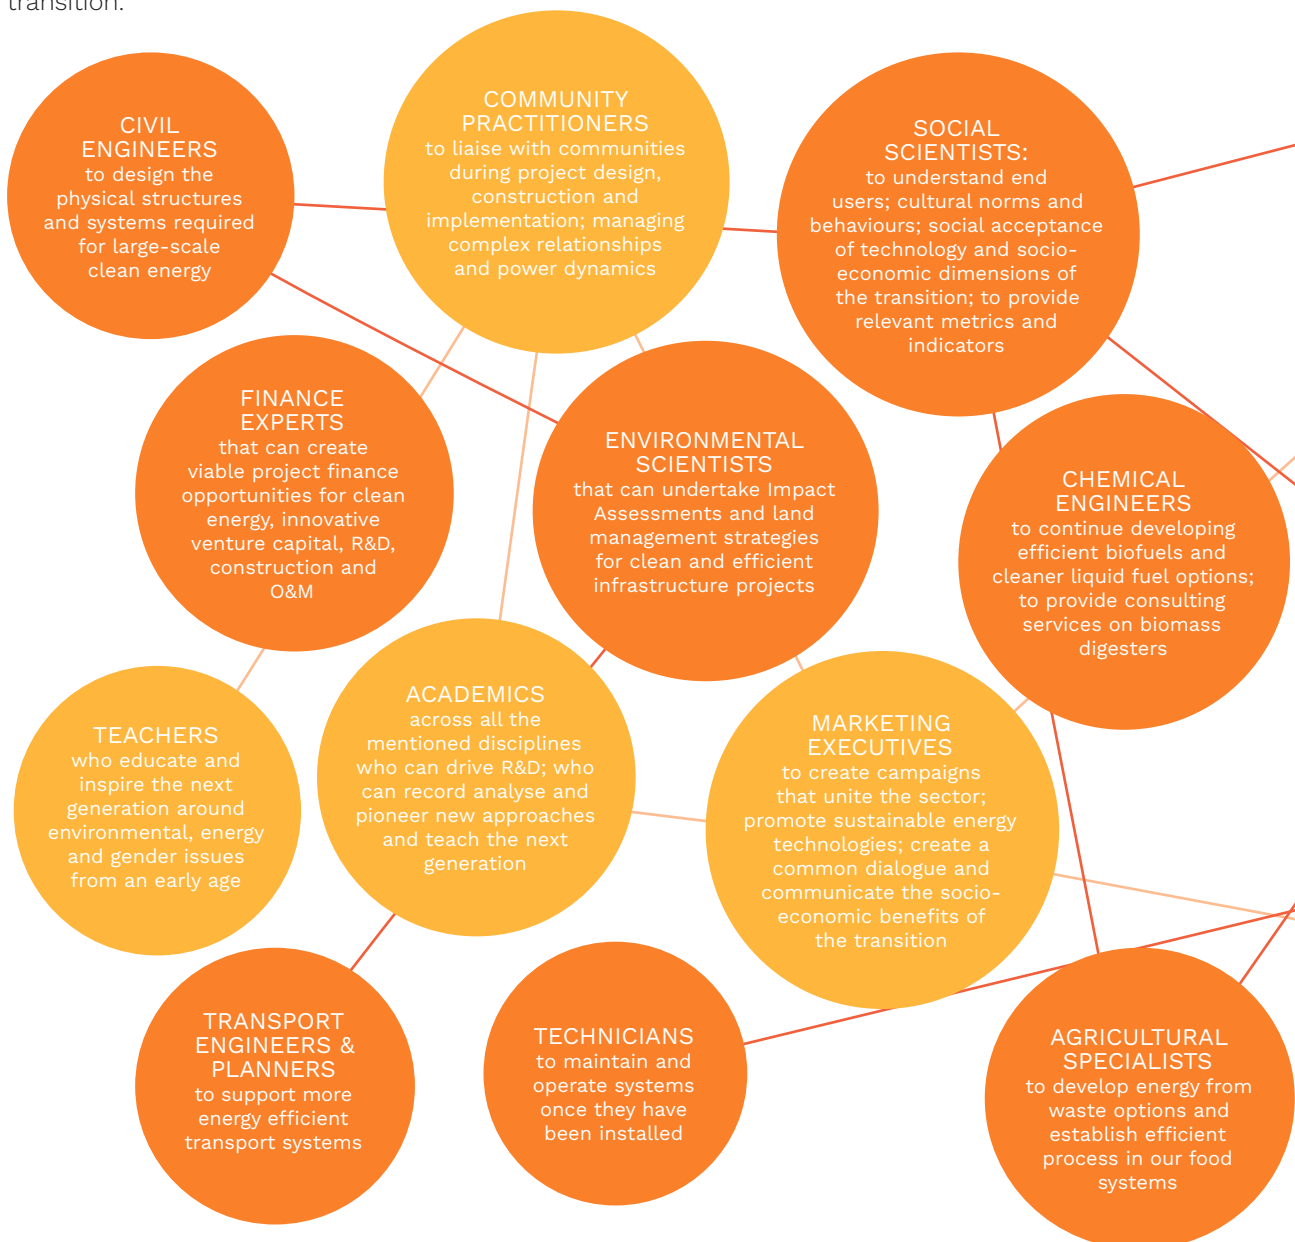 transition.
CIVIL
ENGINEERS
to design the
physical structures
and systems required
for large-scale
clean energy
COMMUNITY
PRACTITIONERS
to liaise with communities
during project design,
construction and
implementation; managing
complex relationships
and power dynamics
SOCIAL
SCIENTISTS:
to understand end
users; cultural norms and
behaviours; social acceptance
of technology and socio-
economic dimensions of
the transition; to provide
relevant metrics and
indicators
FINANCE
EXPERTS
that can create
viable project finance
opportunities for clean
energy, innovative
venture capital, R&D,
construction and
O&M
ENVIRONMENTAL
SCIENTISTS
that can undertake Impact
Assessments and land
management strategies
for clean and efficient
infrastructure projects
CHEMICAL
ENGINEERS
to continue developing
efficient biofuels and
cleaner liquid fuel options;
to provide consulting
services on biomass
digesters
TEACHERS
who educate and
inspire the next
generation around
environmental, energy
and gender issues
from an early age
ACADEMICS
across all the
mentioned disciplines
who can drive R&D; who
can record analyse and
pioneer new approaches
and teach the next
generation
MARKETING
EXECUTIVES
to create campaigns
that unite the sector;
promote sustainable energy
technologies; create a
common dialogue and
communicate the socio-
economic benefits of
the transition
TRANSPORT
ENGINEERS &
PLANNERS
to support more
energy efficient
transport systems
TECHNICIANS
to maintain and
operate systems
once they have
been installed
AGRICULTURAL
SPECIALISTS
to develop energy from
waste options and
establish efficient
process in our food
systems